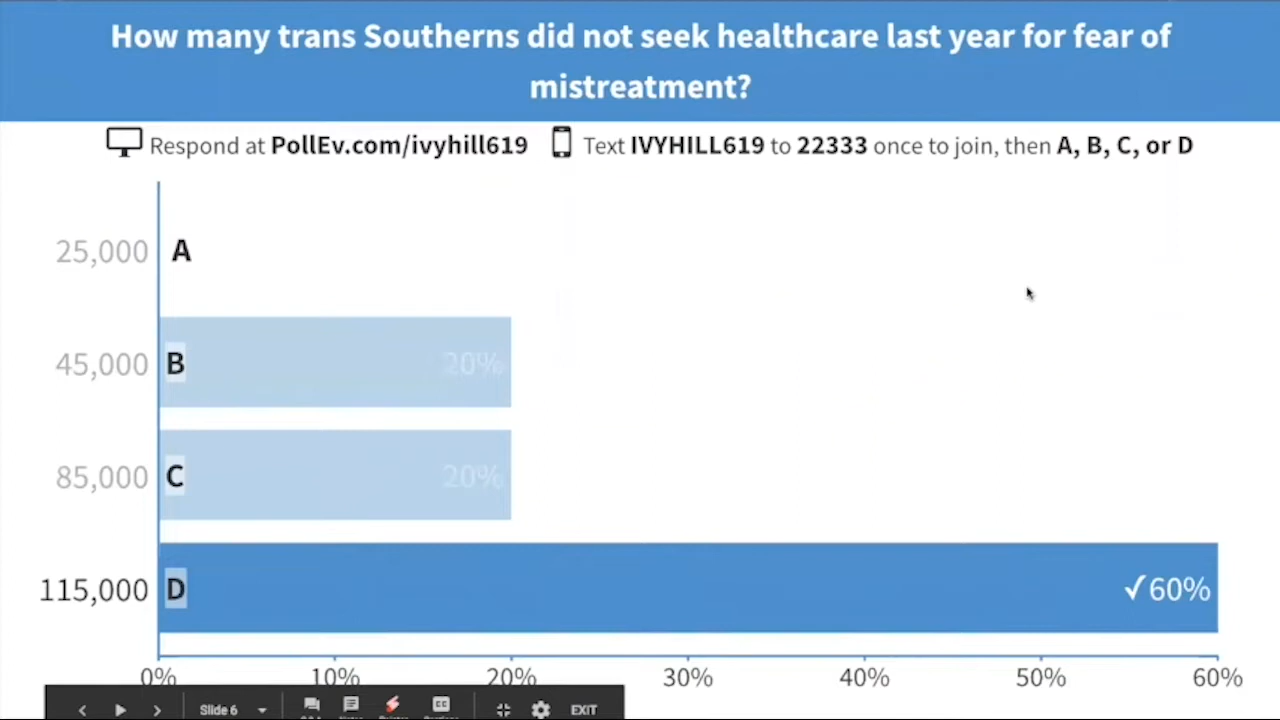 How many trans Southerns did not seek healthcare last year for fear of
mistreatment?
Respond at PollEv.com/ivyhill619 Text IVYHILL619 to 22333 once to join, then A, B, C, or D
25,000 A
45,000 B 20%
85,000 C 20%
115,000 D ✓60%
0% 10% 20% 30% 40% 50% 60%
Slide 6 EXIT